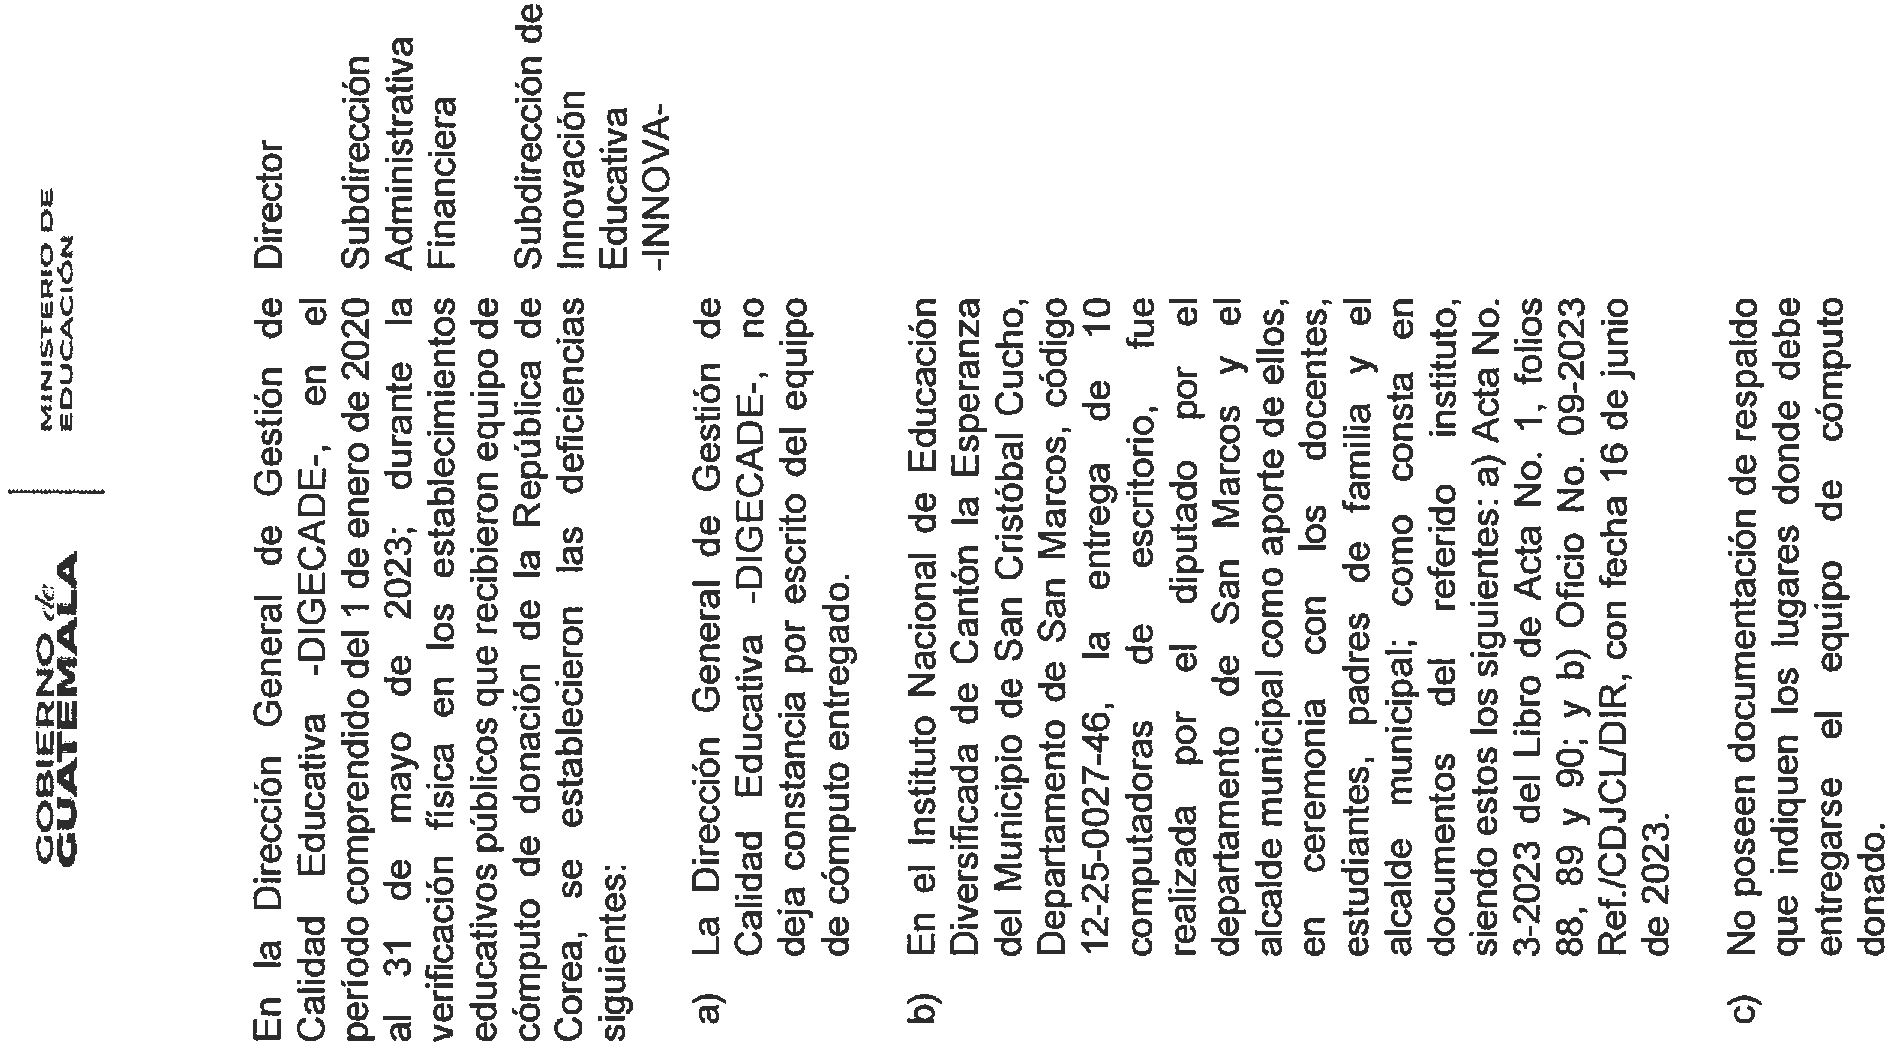 GOBIERNO de
GUATEMALA
MINISTERIO DE
EDUCACIÓN
En la Dirección General de Gestión de
Calidad Educativa -DIGECADE-, en el
período comprendido del 1 de enero de 2020
al 31 de mayo de 2023; durante la
verificación física en los establecimientos
educativos públicos que recibieron equipo de
cómputo de donación de la República de
Corea, se establecieron las deficiencias
siguientes:
a) La Dirección General de Gestión de
Calidad Educativa -DIGECADE-, no
deja constancia por escrito del equipo
de cómputo entregado.
b) En el Instituto Nacional de Educación
Diversificada de Cantón la Esperanza
del Municipio de San Cristóbal Cucho,
Departamento de San Marcos, código
12-25-0027-46, la entrega de 10
computadoras de escritorio, fue
realizada por el diputado por el
departamento de San Marcos y el
alcalde municipal como aporte de ellos,
en ceremonia con los docentes,
estudiantes, padres de familia y el
alcalde municipal; como consta en
documentos del referido instituto,
siendo estos los siguientes: a) Acta No.
3-2023 del Libro de Acta No. 1, folios
88, 89 y 90; y b) Oficio No. 09-2023
Ref./CDJCL/DIR, con fecha 16 de junio
de 2023.
c) No poseen documentación de respaldo
que indiquen los lugares donde debe
entregarse el equipo de cómputo
donado.
Director
Subdirección
Administrativa
Financiera
Subdirección de
Innovación
Educativa
-INNOVA-